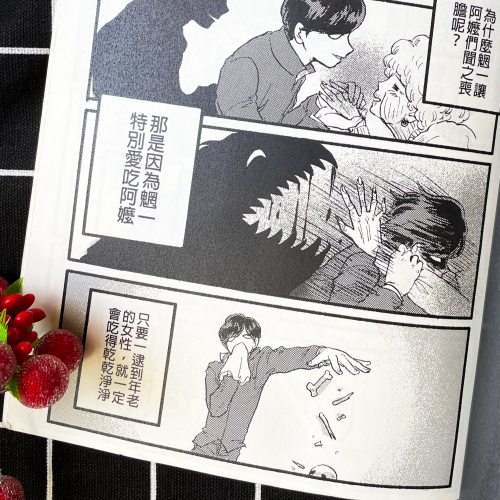 為什麼魍一讓
阿嬤們聞之喪
膽呢？
那是因為魍一
特別愛吃阿嬤
只要一逮到年老
的女性，就一定
會吃得乾乾淨淨